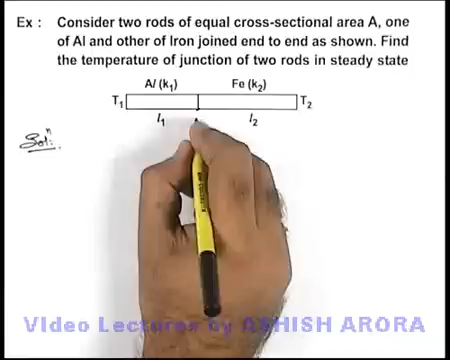 Ex : Consider two rods of equal cross-sectional area A, one
of Al and other of Iron joined end to end as shown. Find
the temperature of junction of two rods in steady state
Al (k₁) Fe (k₂)
T₁ T₂
l₁ l₂
Solⁿ:
BRP COLORMATE
Video Lectures by ASHISH ARORA